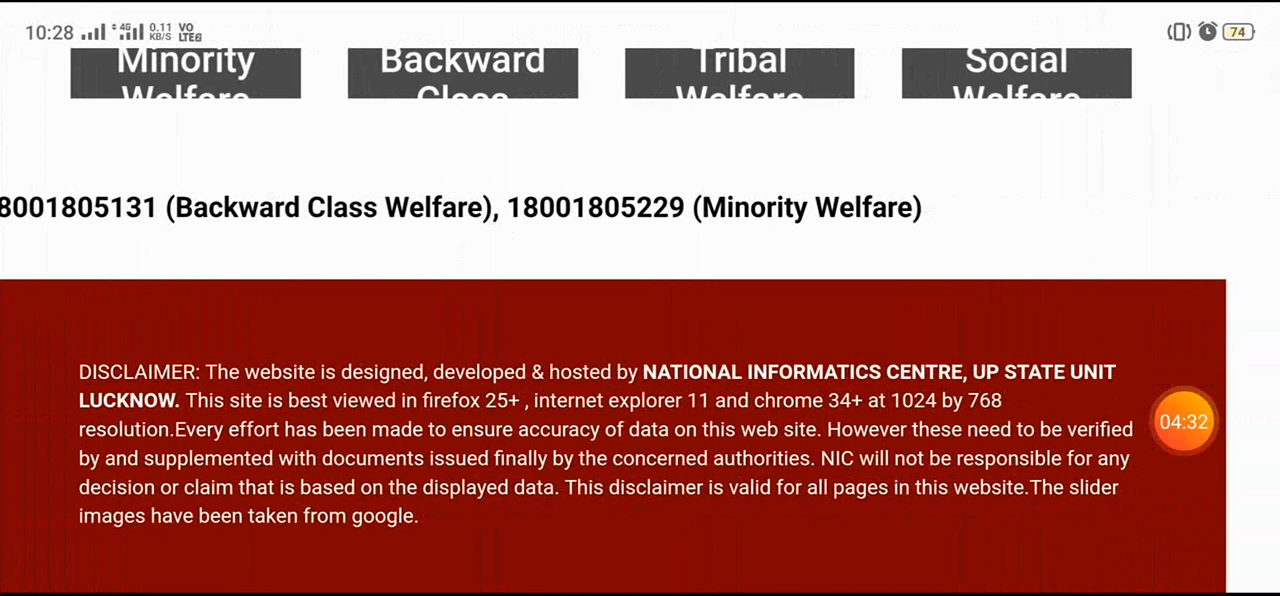 10:28 4G 0.11 KB/S VO LTE 74
Minority Backward Tribal Social
Welfare Class Welfare Welfare
8001805131 (Backward Class Welfare), 18001805229 (Minority Welfare)
DISCLAIMER: The website is designed, developed & hosted by NATIONAL INFORMATICS CENTRE, UP STATE UNIT
LUCKNOW. This site is best viewed in firefox 25+ , internet explorer 11 and chrome 34+ at 1024 by 768
resolution.Every effort has been made to ensure accuracy of data on this web site. However these need to be verified
by and supplemented with documents issued finally by the concerned authorities. NIC will not be responsible for any
decision or claim that is based on the displayed data. This disclaimer is valid for all pages in this website.The slider
images have been taken from google.
04:32